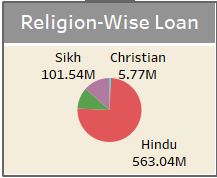 Religion-Wise Loan
Sikh Christian
101.54M 5.77M
Hindu
563.04M